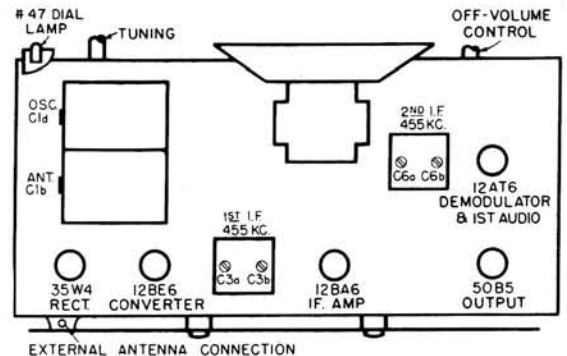 #47 DIAL
LAMP
TUNING
OFF-VOLUME
CONTROL
OSC.
C1d
ANT.
C1b
2ND I.F.
455 KC.
C6a C6b
12AT6
DEMODULATOR
& 1ST AUDIO
1ST I.F.
455 KC.
C3a C3b
35W4
RECT.
12BE6
CONVERTER
12BA6
I.F. AMP
50B5
OUTPUT
EXTERNAL ANTENNA CONNECTION